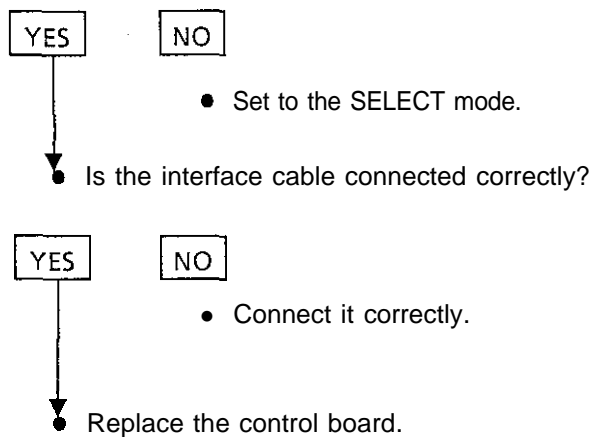 YES NO
● Set to the SELECT mode.
● Is the interface cable connected correctly?
YES NO
● Connect it correctly.
● Replace the control board.